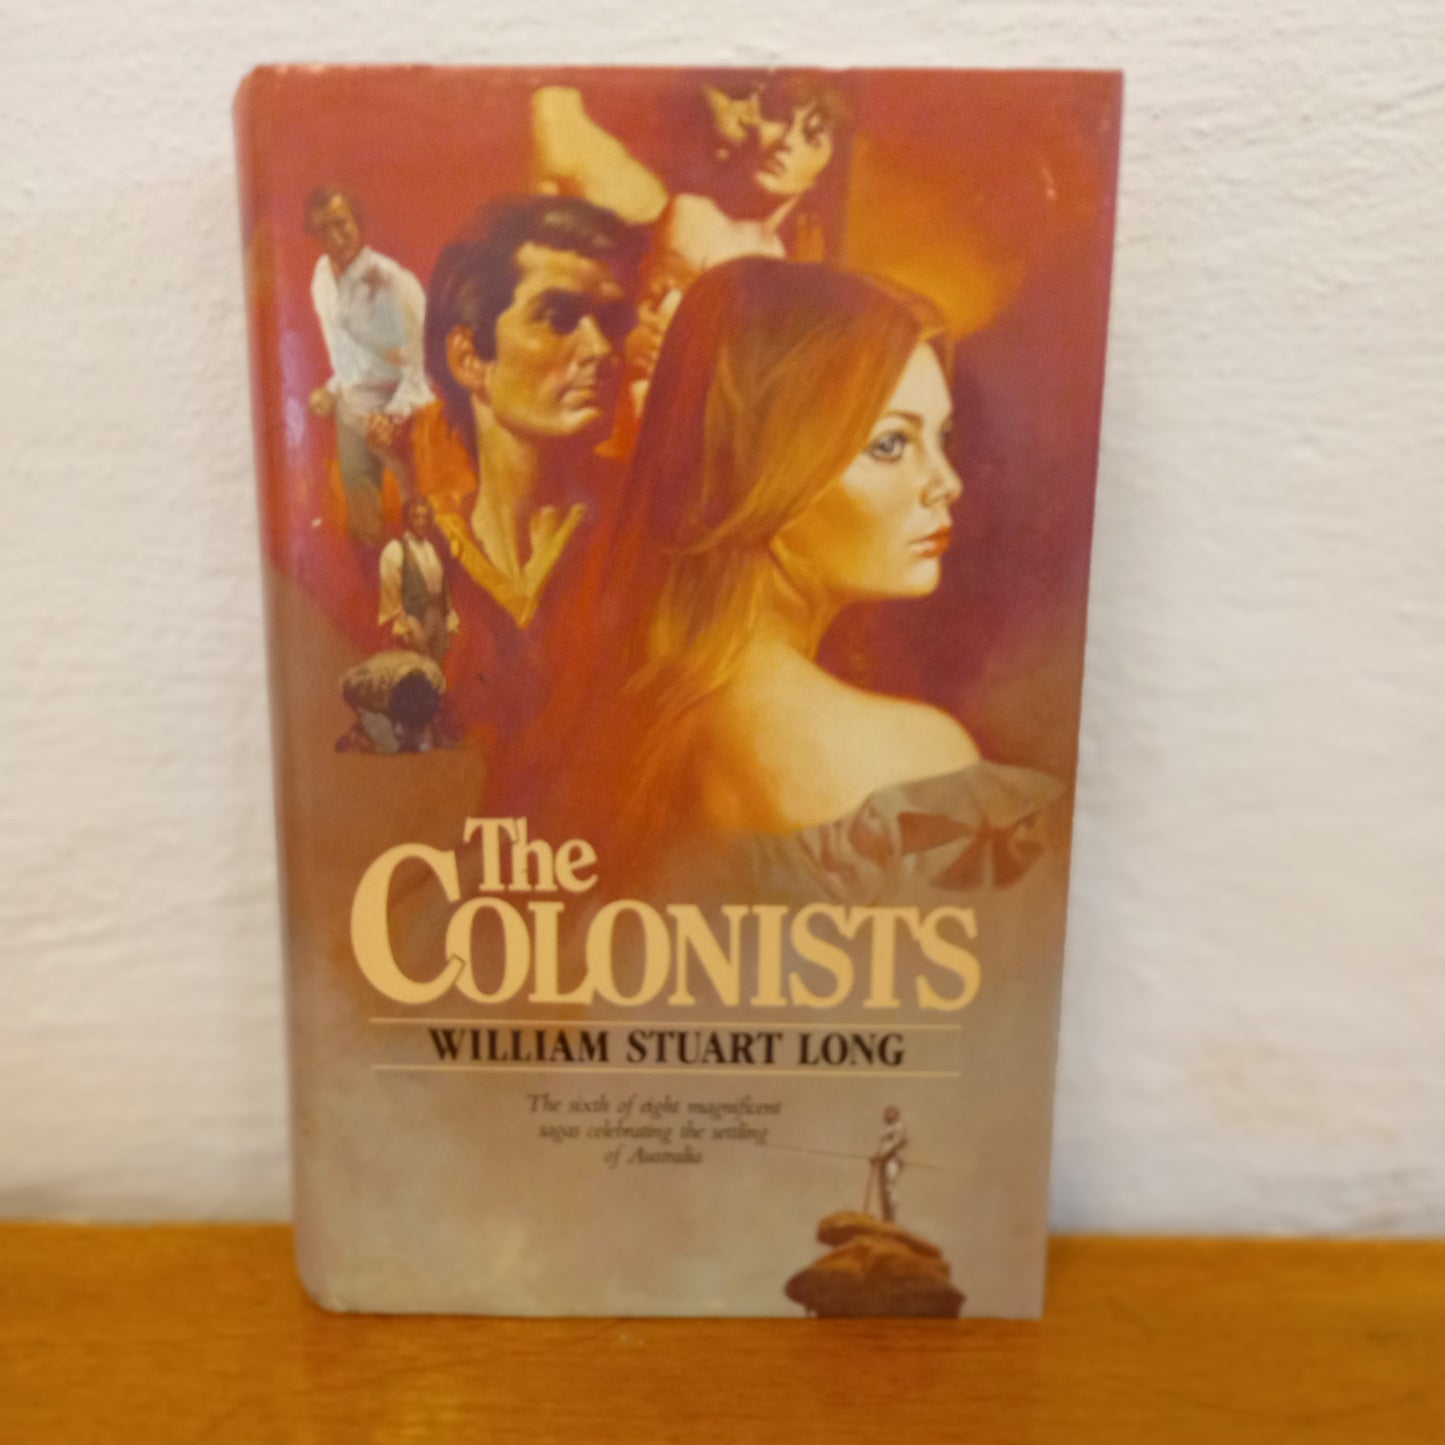 The
COLONISTS
WILLIAM STUART LONG
The sixth of eight magnificent
sagas celebrating the settling
of Australia